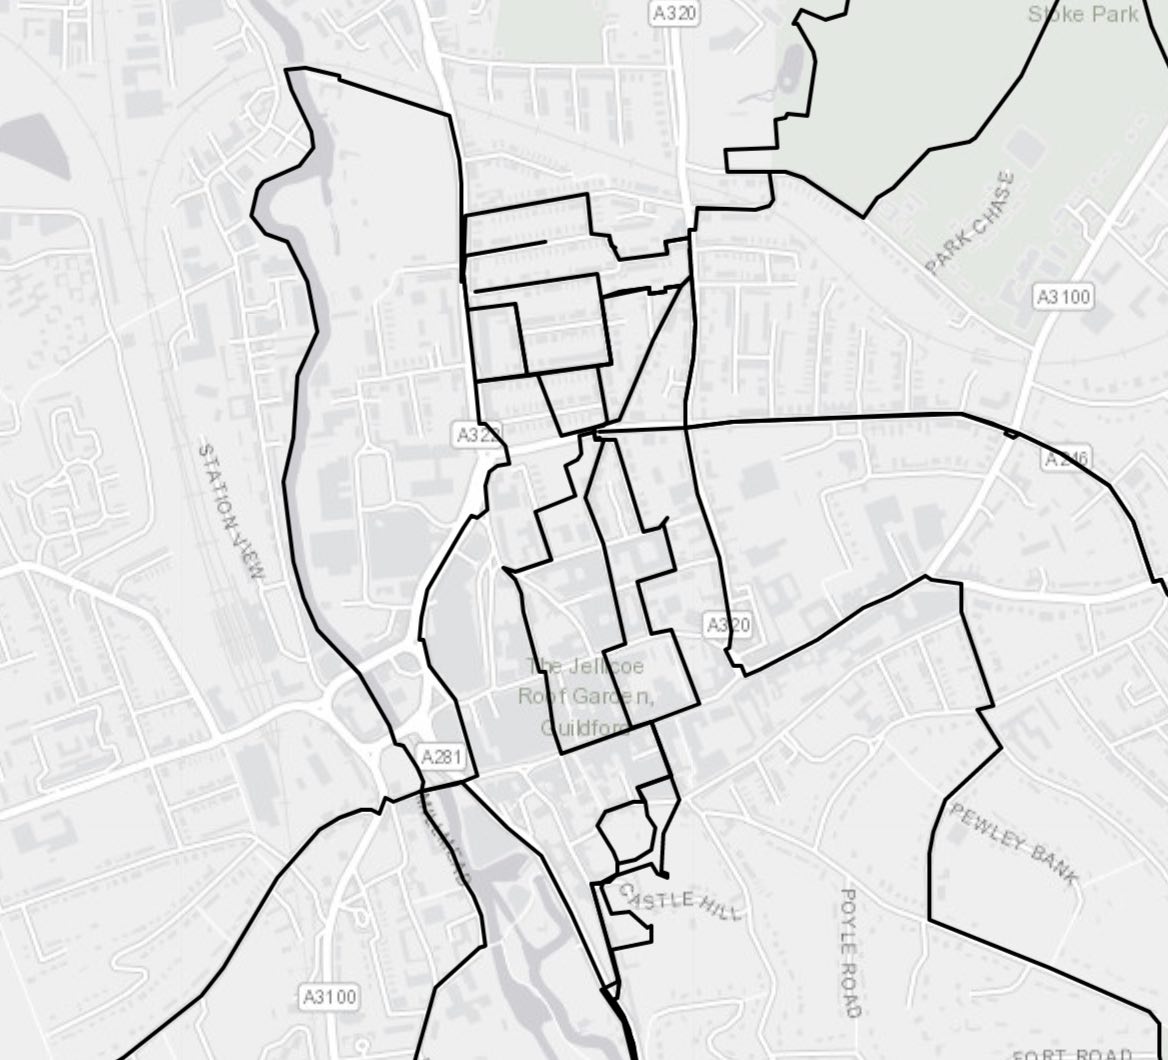 A320
Stoke Park
PARK CHASE
A3100
A322
A246
STATION VIEW
A320
The Jellicoe
Roof Garden,
Guildford
A281
MILLMEAD
PEWLEY BANK
CASTLE HILL
POYLE ROAD
A3100
FORT ROAD